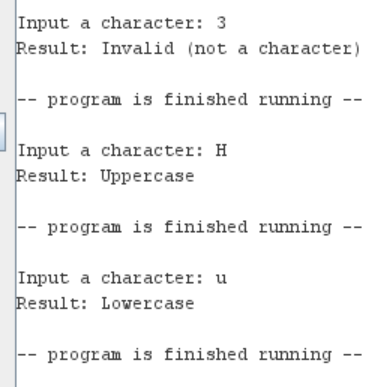 Input a character: 3
Result: Invalid (not a character)
-- program is finished running --
Input a character: H
Result: Uppercase
-- program is finished running --
Input a character: u
Result: Lowercase
-- program is finished running --